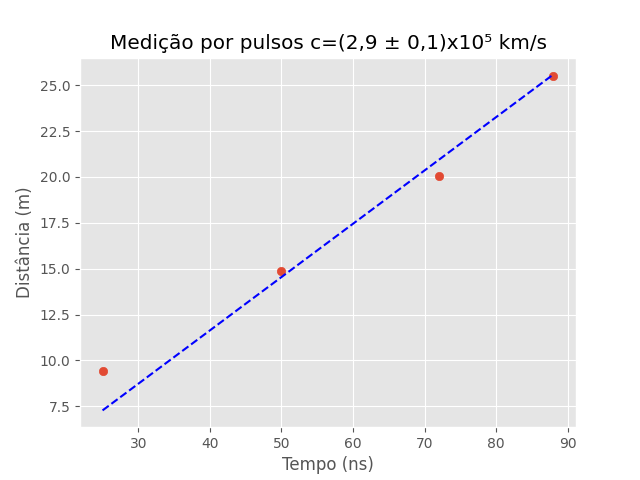 Medição por pulsos c=(2,9 ± 0,1)x10⁵ km/s
Distância (m)
25.0
22.5
20.0
17.5
15.0
12.5
10.0
7.5
30 40 50 60 70 80 90
Tempo (ns)